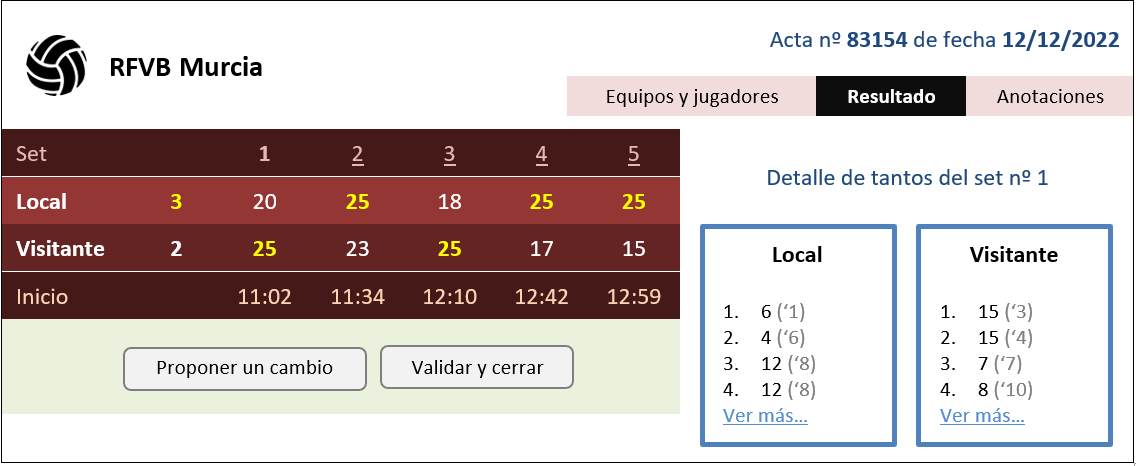 Acta nº 83154 de fecha 12/12/2022
RFVB Murcia
Equipos y jugadores Resultado Anotaciones
Set 1 2 3 4 5
Local 3 20 25 18 25 25
Visitante 2 25 23 25 17 15
Inicio 11:02 11:34 12:10 12:42 12:59
Proponer un cambio Validar y cerrar
Detalle de tantos del set nº 1
Local
1. 6 (‘1)
2. 4 (‘6)
3. 12 (‘8)
4. 12 (‘8)
Ver más...
Visitante
1. 15 (‘3)
2. 15 (‘4)
3. 7 (‘7)
4. 8 (‘10)
Ver más...